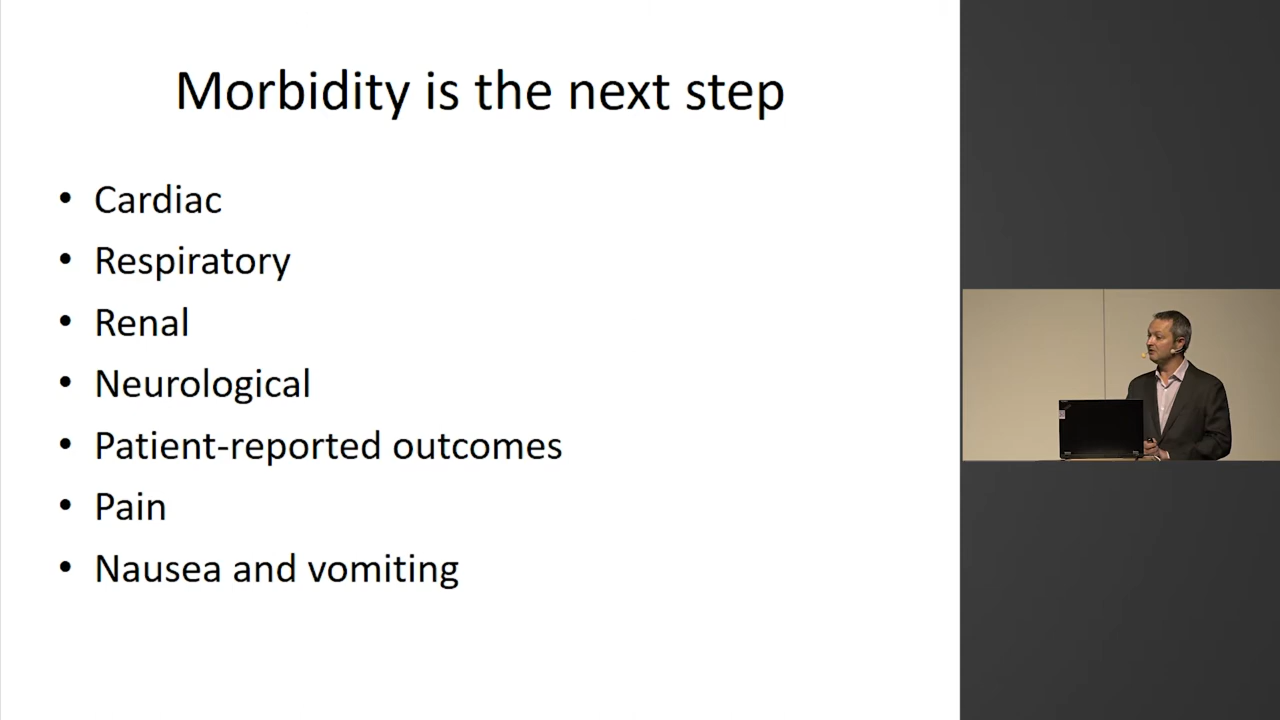 Morbidity is the next step
• Cardiac
• Respiratory
• Renal
• Neurological
• Patient-reported outcomes
• Pain
• Nausea and vomiting